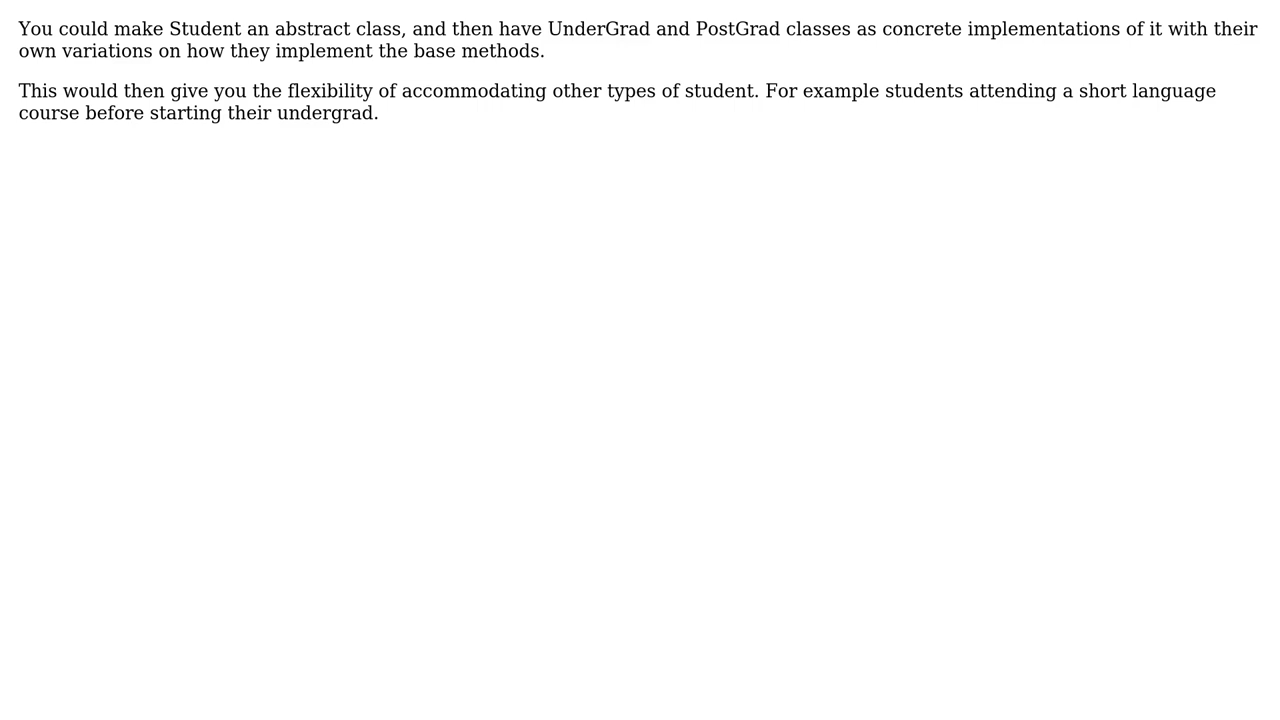 You could make Student an abstract class, and then have UnderGrad and PostGrad classes as concrete implementations of it with their
own variations on how they implement the base methods.
This would then give you the flexibility of accommodating other types of student. For example students attending a short language
course before starting their undergrad.